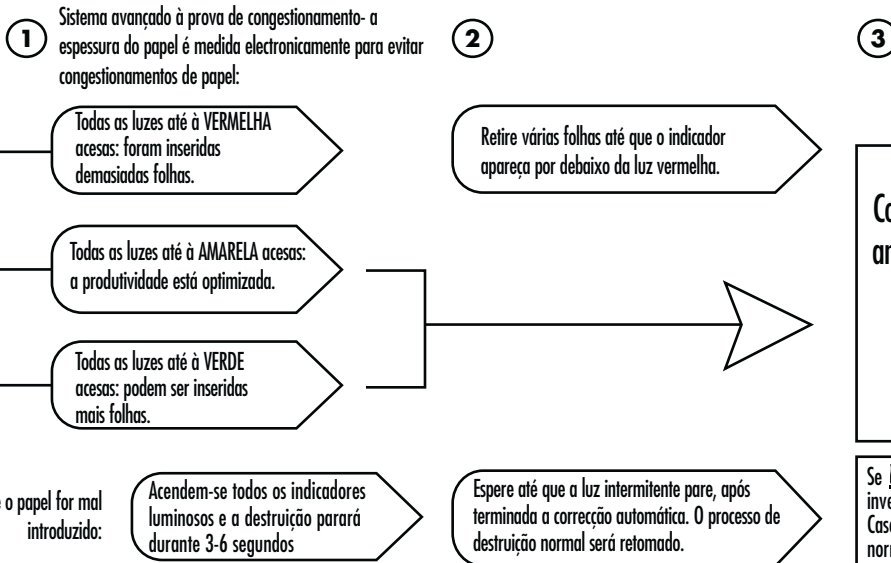 1
Sistema avançado à prova de congestionamento- a
espessura do papel é medida electronicamente para evitar
congestionamentos de papel:
2
3
Todas as luzes até à VERMELHA
acesas: foram inseridas
demasiadas folhas.
Retire várias folhas até que o indicador
apareça por debaixo da luz vermelha.
Todas as luzes até à AMARELA acesas:
a produtividade está optimizada.
Todas as luzes até à VERDE
acesas: podem ser inseridas
mais folhas.
o papel for mal
introduzido:
Acendem-se todos os indicadores
luminosos e a destruição parará
durante 3-6 segundos
Espere até que a luz intermitente pare, após
terminada a correcção automática. O processo de
destruição normal será retomado.
Se